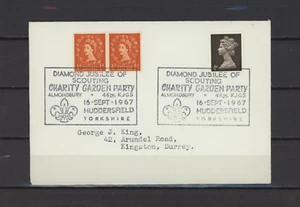 DIAMOND JUBILEE OF
SCOUTING
CHARITY GARDEN PARTY
ALMONDBURY
16-SEPT-1967
HUDDERSFIELD
YORKSHIRE
DIAMOND JUBILEE OF
SCOUTING
CHARITY GARDEN PARTY
ALMONDBURY
16-SEPT-1967
HUDDERSFIELD
YORKSHIRE
George J. King,
42, Arundel Road,
Kingston, Surrey.